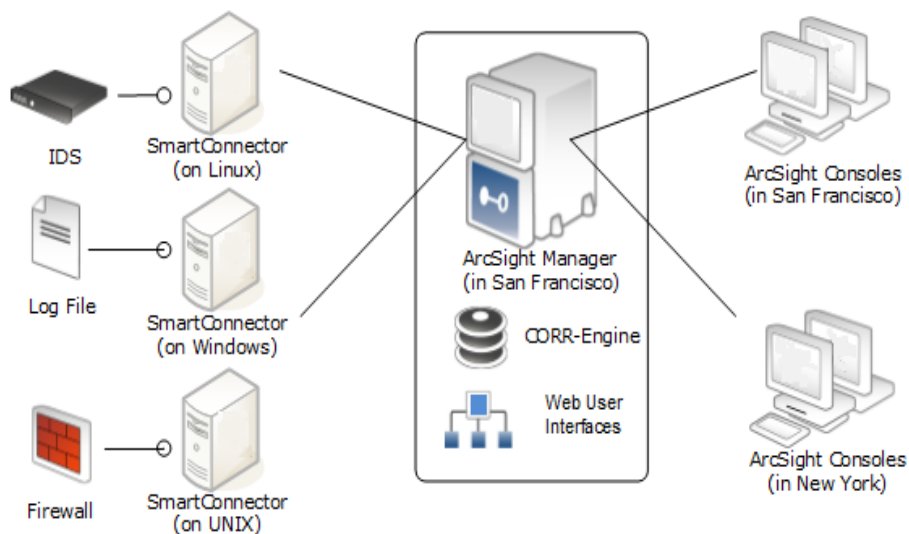 IDS
SmartConnector
(on Linux)
Log File
SmartConnector
(on Windows)
Firewall
SmartConnector
(on UNIX)
ArcSight Manager
(in San Francisco)
CORR-Engine
Web User
Interfaces
ArcSight Consoles
(in San Francisco)
ArcSight Consoles
(in New York)